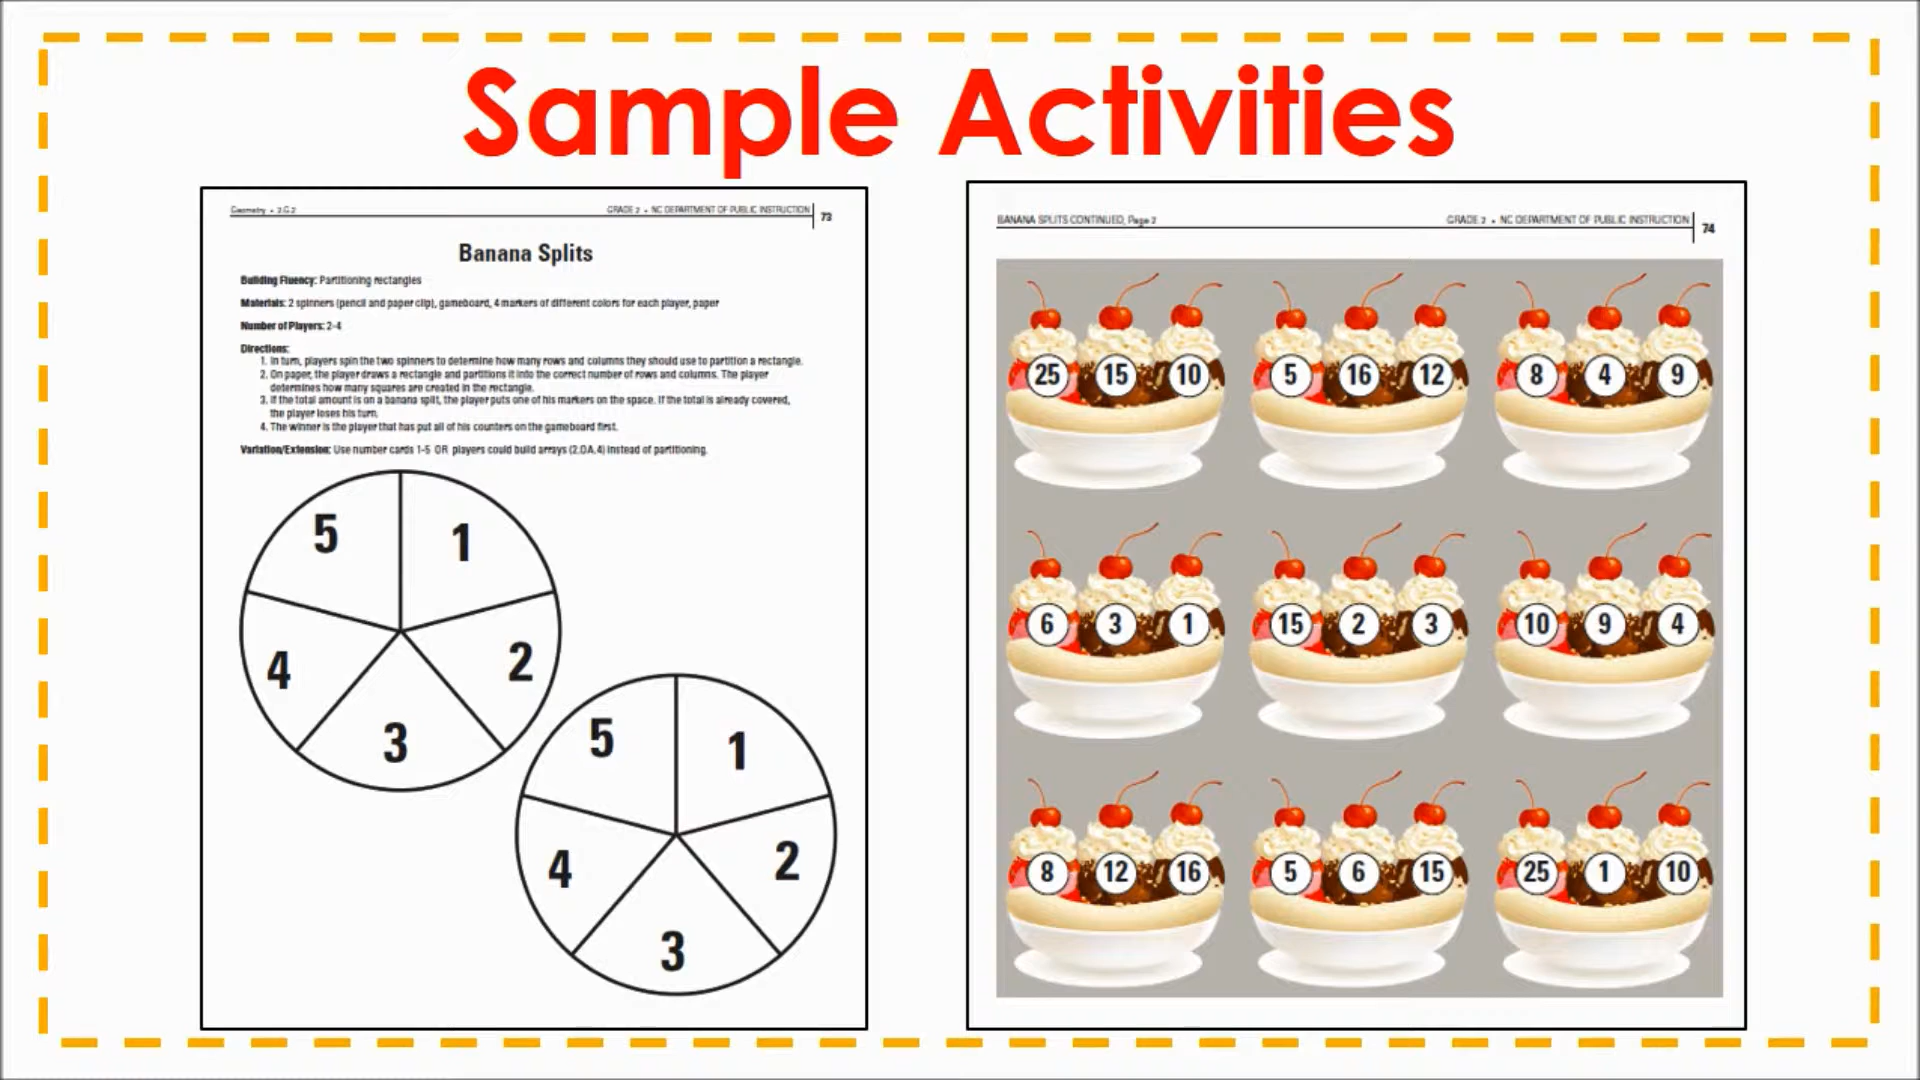 Sample Activities
Geometry • 2.G.2
GRADE 2 • NC DEPARTMENT OF PUBLIC INSTRUCTION 73
Banana Splits
Building Fluency: Partitioning rectangles
Materials: 2 spinners (pencil and paper clip), gameboard, 4 markers of different colors for each player, paper
Number of Players: 2-4
Directions:
1. In turn, players spin the two spinners to determine how many rows and columns they should use to partition a rectangle.
2. On paper, the player draws a rectangle and partitions it into the correct number of rows and columns. The player
determines how many squares are created in the rectangle.
3. If the total amount is on a banana split, the player puts one of his markers on the space. If the total is already covered,
the player loses his turn.
4. The winner is the player that has put all of his counters on the gameboard first.
Variation/Extension: Use number cards 1-5 OR players could build arrays (2.OA.4) instead of partitioning.
5 1
4 2
3
5 1
4 2
3
BANANA SPLITS CONTINUED, Page 2
GRADE 2 • NC DEPARTMENT OF PUBLIC INSTRUCTION 74
25 15 10 5 16 12 8 4 9
6 3 1 15 2 3 10 9 4
8 12 16 5 6 15 25 1 10